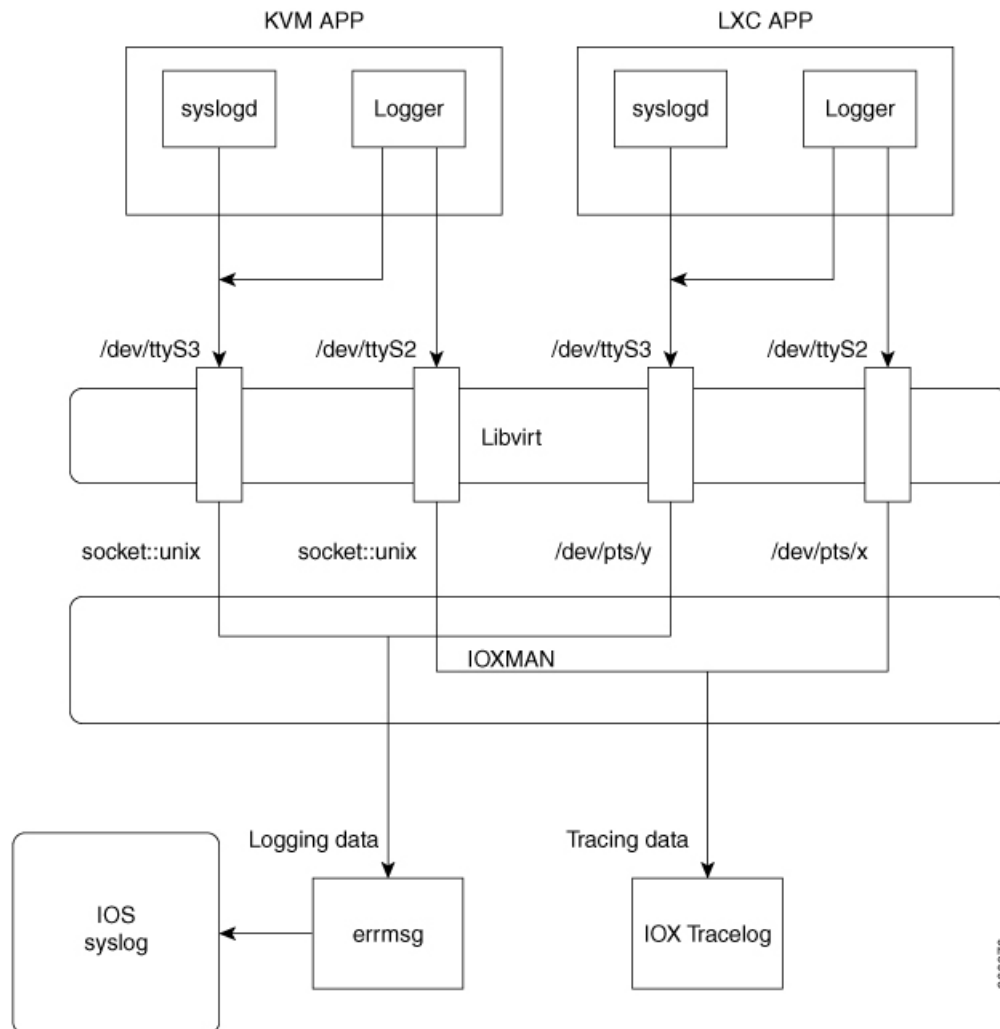 KVM APP
LXC APP
syslogd
Logger
syslogd
Logger
/dev/ttyS3
/dev/ttyS2
/dev/ttyS3
/dev/ttyS2
Libvirt
socket::unix
socket::unix
/dev/pts/y
/dev/pts/x
IOXMAN
Logging data
Tracing data
IOS
syslog
errmsg
IOX Tracelog